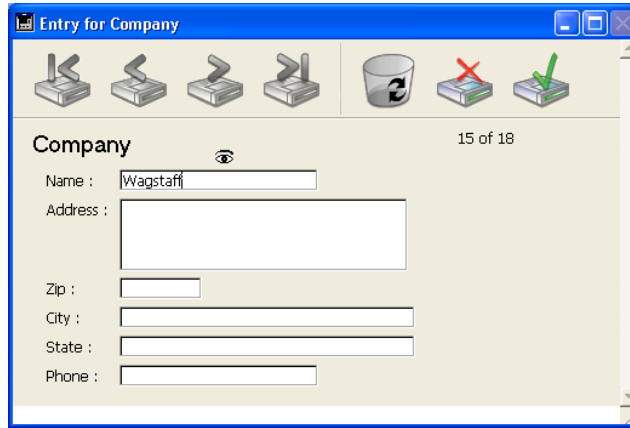 Entry for Company
15 of 18
Company
Name : Wagstaff
Address :
Zip :
City :
State :
Phone :